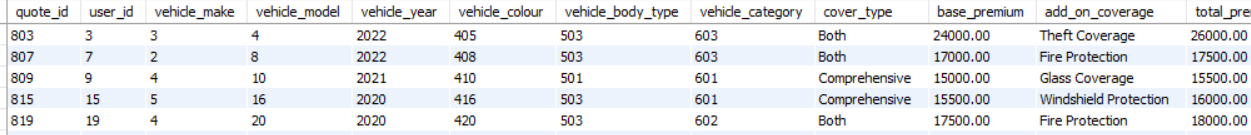 quote_id user_id vehicle_make vehicle_model vehicle_year vehicle_colour vehicle_body_type vehicle_category cover_type base_premium add_on_coverage
803 3 3 4 2022 405 503 603 Both 24000.00 Theft Coverage 26000.00
807 7 2 8 2022 408 503 603 Both 17000.00 Fire Protection 17500.00
809 9 4 10 2021 410 501 601 Comprehensive 15000.00 Glass Coverage 15500.00
815 15 5 16 2020 416 503 601 Comprehensive 15500.00 Windshield Protection 16000.00
819 19 4 20 2020 420 503 602 Both 17500.00 Fire Protection 18000.00